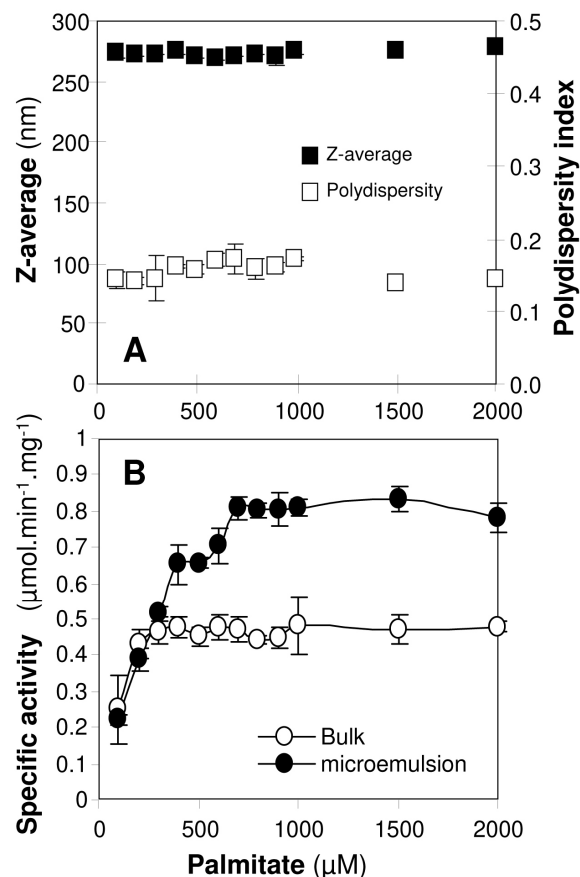 300
250
200
150
100
50
0
Z-average (nm)
0.5
0.4
0.3
0.2
0.1
0.0
Polydispersity index
Z-average
Polydispersity
A
0 500 1000 1500 2000
1
0.9
0.8
0.7
0.6
0.5
0.4
0.3
0.2
0.1
0
Specific activity (µmol.min⁻¹.mg⁻¹)
B
Bulk
microemulsion
0 500 1000 1500 2000
Palmitate (µM)